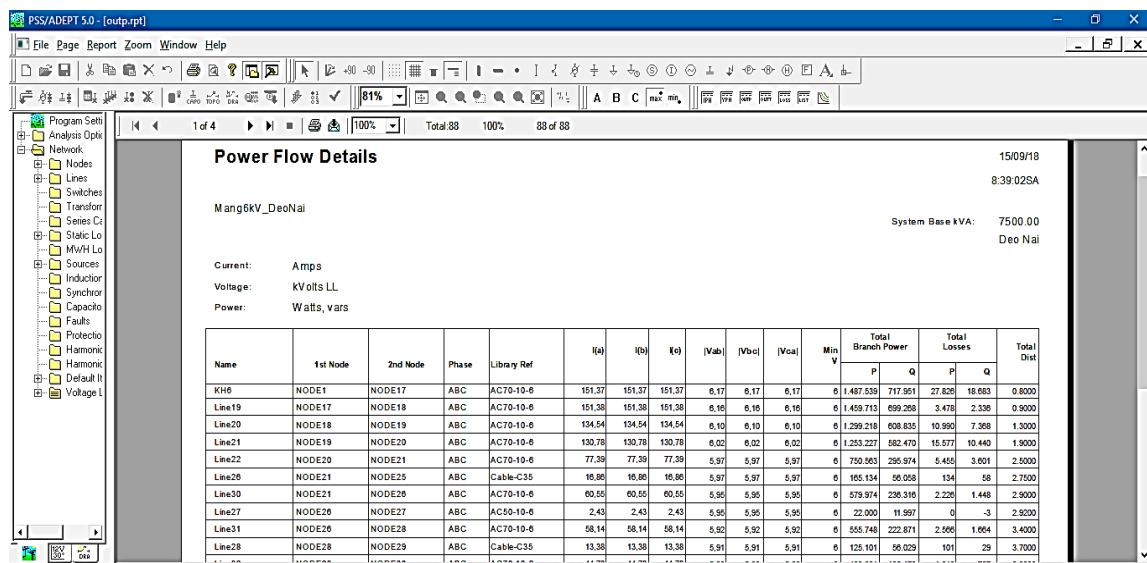 PSS/ADEPT 5.0 - [outp.rpt]
File Page Report Zoom Window Help
+90 -90
CAPO TOPO DRA
81%
A B C max min
Program Setti
Analysis Optic
Network
Nodes
Lines
Switches
Transforr
Series Ca
Static Lo
MWH Lo
Sources
Induction
Synchror
Capacito
Faults
Protectio
Harmonic
Harmonic
Default It
Voltage L
1 of 4 100% Total:88 100% 88 of 88
Power Flow Details
15/09/18
8:39:02SA
Mang6kV_DeoNai
System Base kVA: 7500.00
Deo Nai
Current: Amps
Voltage: kVolts LL
Power: Watts, vars
Name 1st Node 2nd Node Phase Library Ref I(a) I(b) I(c) |Vab| |Vbc| |Vca| Min V Total Branch Power P Q Total Losses P Q Total Dist
KH6 NODE1 NODE17 ABC AC70-10-6 151,37 151,37 151,37 6,17 6,17 6,17 6 1.487.539 717.951 27.826 18.683 0.8000
Line19 NODE17 NODE18 ABC AC70-10-6 151,38 151,38 151,38 6,16 6,16 6,16 6 1.459.713 699.268 3.478 2.336 0.9000
Line20 NODE18 NODE19 ABC AC70-10-6 134,54 134,54 134,54 6,10 6,10 6,10 6 1.299.218 608.835 10.990 7.368 1.3000
Line21 NODE19 NODE20 ABC AC70-10-6 130,78 130,78 130,78 6,02 6,02 6,02 6 1.253.227 582.470 15.577 10.440 1.9000
Line22 NODE20 NODE21 ABC AC70-10-6 77,39 77,39 77,39 5,97 5,97 5,97 6 750.563 295.974 5.455 3.601 2.5000
Line26 NODE21 NODE25 ABC Cable-C35 16,86 16,86 16,86 5,97 5,97 5,97 6 165.134 56.058 134 58 2.7500
Line30 NODE21 NODE26 ABC AC70-10-6 60,55 60,55 60,55 5,95 5,95 5,95 6 579.974 236.316 2.226 1.448 2.9000
Line27 NODE26 NODE27 ABC AC50-10-6 2,43 2,43 2,43 5,95 5,95 5,95 6 22.000 11.997 0 -3 2.9200
Line31 NODE26 NODE28 ABC AC70-10-6 58,14 58,14 58,14 5,92 5,92 5,92 6 555.748 222.871 2.566 1.664 3.4000
Line28 NODE28 NODE29 ABC Cable-C35 13,38 13,38 13,38 5,91 5,91 5,91 6 125.101 56.029 101 29 3.7000